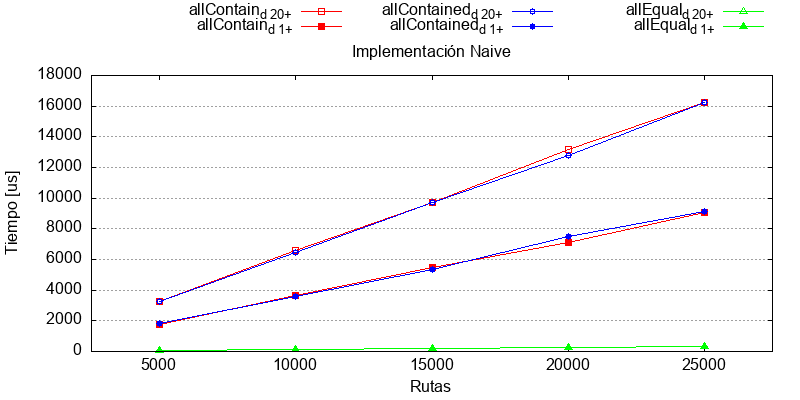 allContain d 20+ allContained d 20+ allEqual d 20+
allContain d 1+ allContained d 1+ allEqual d 1+
Implementación Naive
18000
16000
14000
12000
10000
8000
6000
4000
2000
0
Tiempo [us]
5000 10000 15000 20000 25000
Rutas